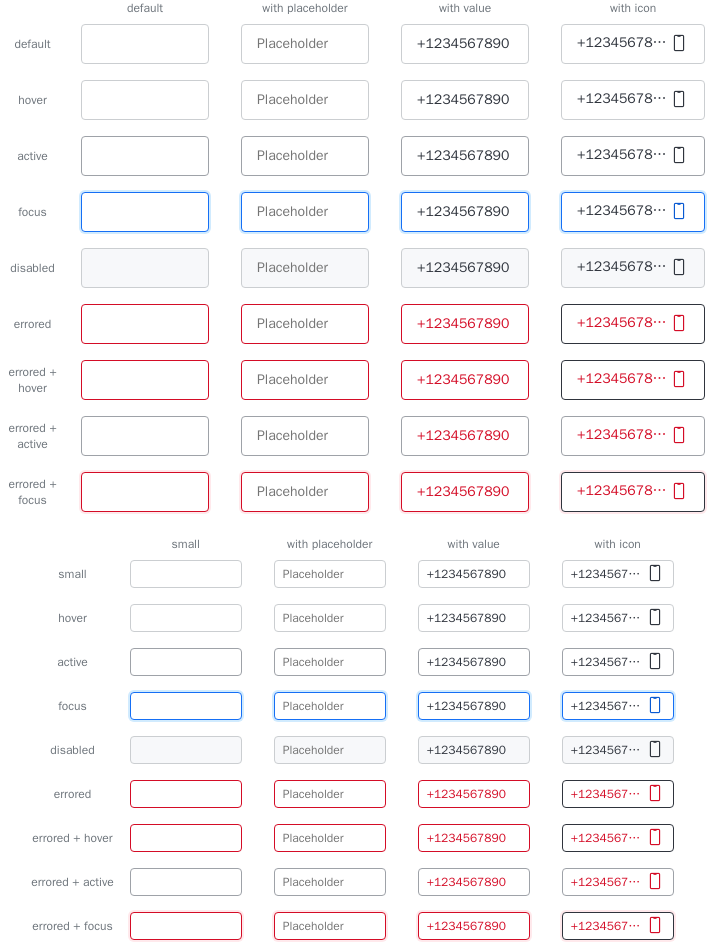 default with placeholder with value with icon
default Placeholder +1234567890 +12345678···
hover Placeholder +1234567890 +12345678···
active Placeholder +1234567890 +12345678···
focus Placeholder +1234567890 +12345678···
disabled Placeholder +1234567890 +12345678···
errored Placeholder +1234567890 +12345678···
errored +
hover Placeholder +1234567890 +12345678···
errored +
active Placeholder +1234567890 +12345678···
errored +
focus Placeholder +1234567890 +12345678···
small with placeholder with value with icon
small Placeholder +1234567890 +1234567···
hover Placeholder +1234567890 +1234567···
active Placeholder +1234567890 +1234567···
focus Placeholder +1234567890 +1234567···
disabled Placeholder +1234567890 +1234567···
errored Placeholder +1234567890 +1234567···
errored + hover Placeholder +1234567890 +1234567···
errored + active Placeholder +1234567890 +1234567···
errored + focus Placeholder +1234567890 +1234567···